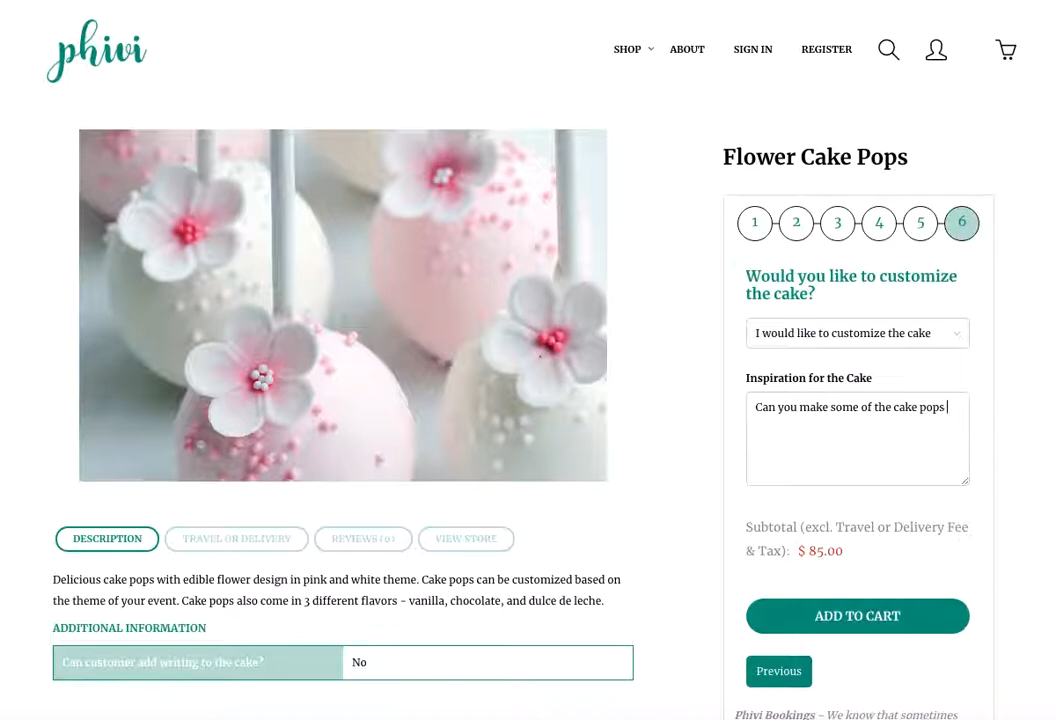 phivi
SHOP ABOUT SIGN IN REGISTER
Flower Cake Pops
1 2 3 4 5 6
Would you like to customize
the cake?
I would like to customize the cake
Inspiration for the Cake
Can you make some of the cake pops
Subtotal (excl. Travel or Delivery Fee
& Tax): $ 85.00
ADD TO CART
Previous
Phivi Bookings - We know that sometimes
DESCRIPTION TRAVEL OR DELIVERY REVIEWS (0) VIEW STORE
Delicious cake pops with edible flower design in pink and white theme. Cake pops can be customized based on
the theme of your event. Cake pops also come in 3 different flavors - vanilla, chocolate, and dulce de leche.
ADDITIONAL INFORMATION
Can customer add writing to the cake? No